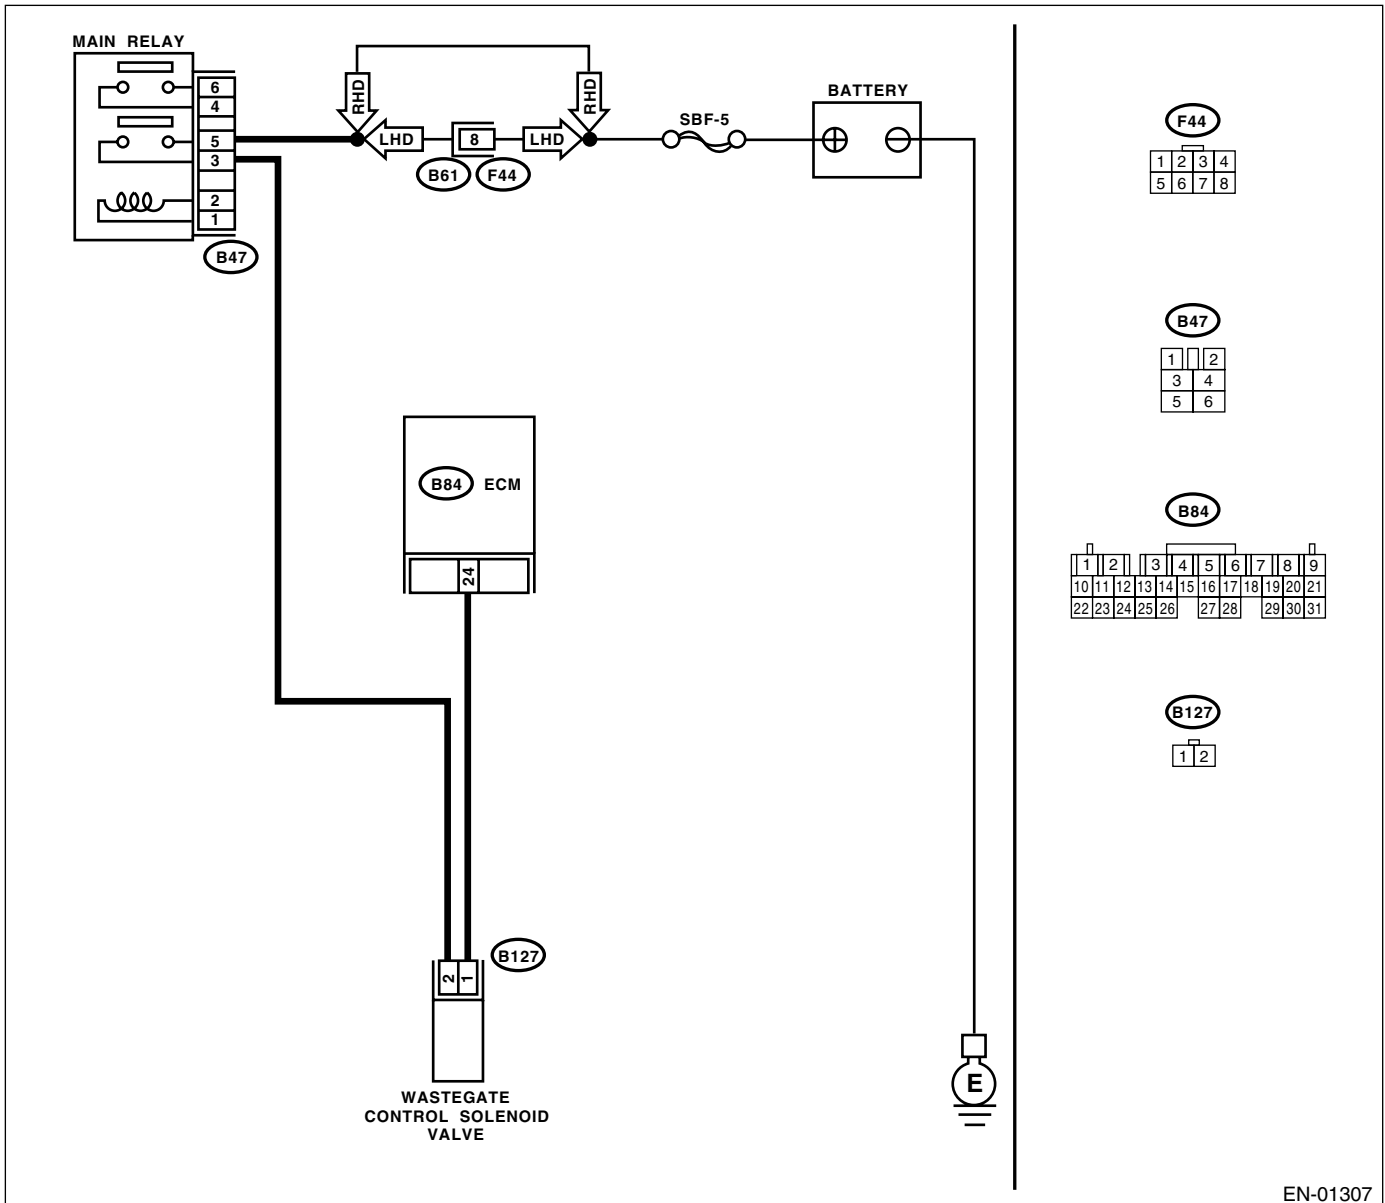 MAIN RELAY
6
4
5
3
2
1
B47
RHD
RHD
LHD
8
LHD
B61
F44
SBF-5
BATTERY
B84
ECM
24
B127
2
1
WASTEGATE
CONTROL SOLENOID
VALVE
E
F44
1 2 3 4
5 6 7 8
B47
1 2
3 4
5 6
B84
1 2 3 4 5 6 7 8 9
10 11 12 13 14 15 16 17 18 19 20 21
22 23 24 25 26 27 28 29 30 31
B127
1 2
EN-01307